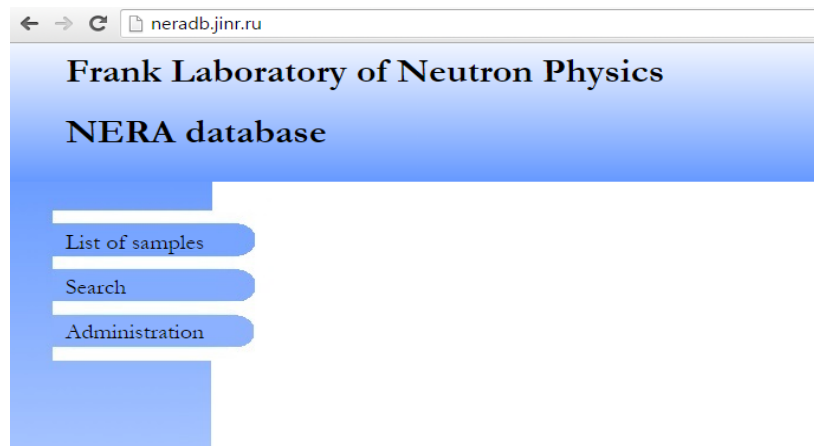 neradb.jinr.ru
Frank Laboratory of Neutron Physics
NERA database
List of samples
Search
Administration